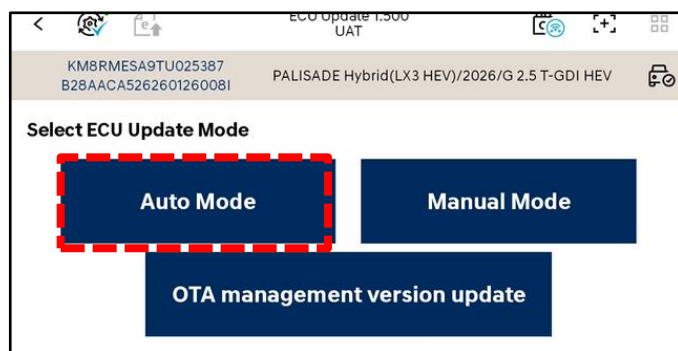 ECU Update 1.500
UAT
KM8RMESA9TU025387
B28AACA526260126008I
PALISADE Hybrid(LX3 HEV)/2026/G 2.5 T-GDI HEV
Select ECU Update Mode
Auto Mode
Manual Mode
OTA management version update